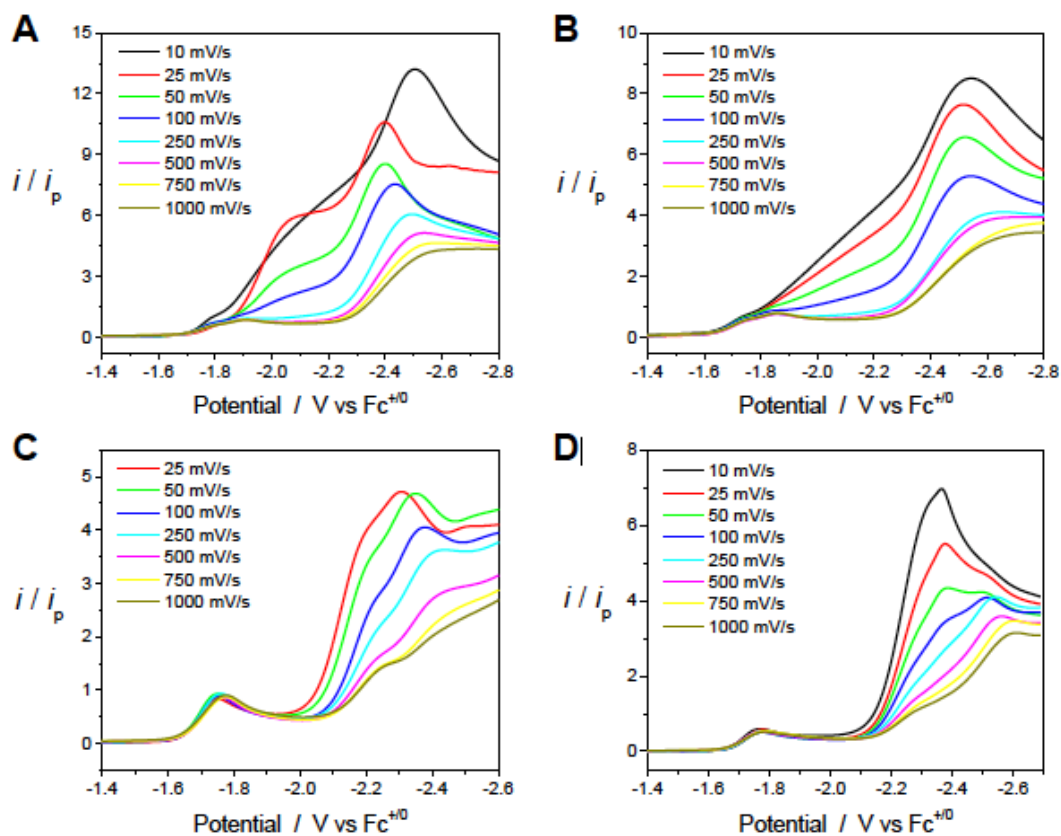 A
10 mV/s
25 mV/s
50 mV/s
100 mV/s
250 mV/s
500 mV/s
750 mV/s
1000 mV/s
15
12
9
6
3
0
i / ip
-1.4 -1.6 -1.8 -2.0 -2.2 -2.4 -2.6 -2.8
Potential / V vs Fc+/0
B
10 mV/s
25 mV/s
50 mV/s
100 mV/s
250 mV/s
500 mV/s
750 mV/s
1000 mV/s
10
8
6
4
2
0
i / ip
-1.4 -1.6 -1.8 -2.0 -2.2 -2.4 -2.6 -2.8
Potential / V vs Fc+/0
C
25 mV/s
50 mV/s
100 mV/s
250 mV/s
500 mV/s
750 mV/s
1000 mV/s
5
4
3
2
1
0
i / ip
-1.4 -1.6 -1.8 -2.0 -2.2 -2.4 -2.6
Potential / V vs Fc+/0
D
10 mV/s
25 mV/s
50 mV/s
100 mV/s
250 mV/s
500 mV/s
750 mV/s
1000 mV/s
8
6
4
2
0
i / ip
-1.4 -1.6 -1.8 -2.0 -2.2 -2.4 -2.6
Potential / V vs Fc+/0